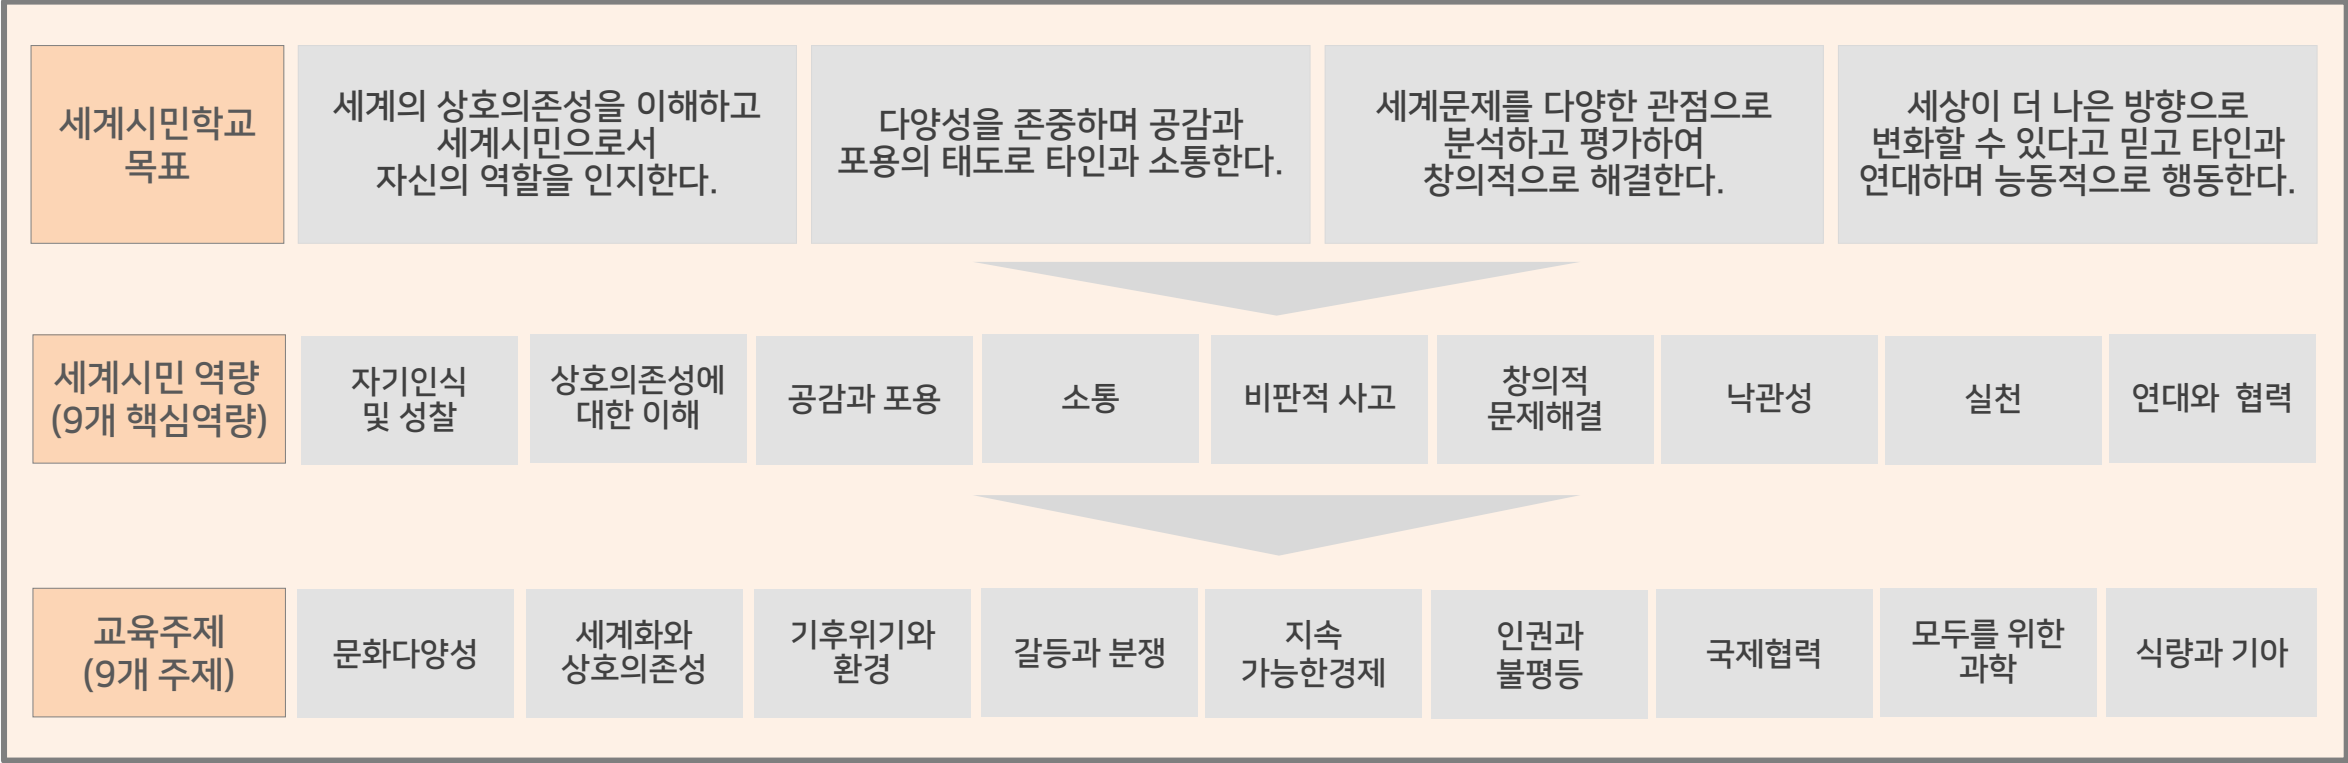 세계시민학교
목표
세계의 상호의존성을 이해하고
세계시민으로서
자신의 역할을 인지한다.
다양성을 존중하며 공감과
포용의 태도로 타인과 소통한다.
세계문제를 다양한 관점으로
분석하고 평가하여
창의적으로 해결한다.
세상이 더 나은 방향으로
변화할 수 있다고 믿고 타인과
연대하며 능동적으로 행동한다.
세계시민 역량
(9개 핵심역량)
자기인식
및 성찰
상호의존성에
대한 이해
공감과 포용
소통
비판적 사고
창의적
문제해결
낙관성
실천
연대와 협력
교육주제
(9개 주제)
문화다양성
세계화와
상호의존성
기후위기와
환경
갈등과 분쟁
지속
가능한경제
인권과
불평등
국제협력
모두를 위한
과학
식량과 기아